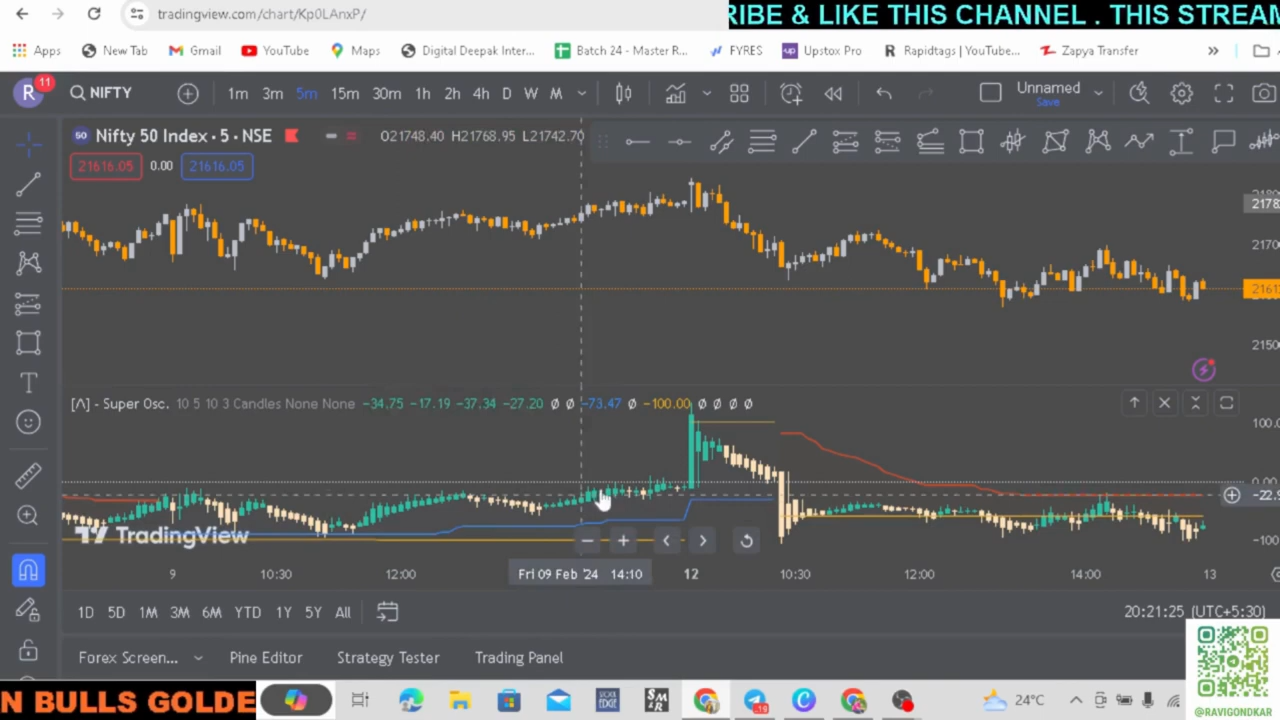 tradingview.com/chart/Kp0LAnxP/
RIBE & LIKE THIS CHANNEL . THIS STREAM
Apps New Tab Gmail YouTube Maps Digital Deepak Inter... Batch 24 - Master R... FYRES Upstox Pro Rapidtags | YouTube... Zapya Transfer »
R 11 NIFTY 1m 3m 5m 15m 30m 1h 2h 4h D W M Unnamed
Save
50 Nifty 50 Index • 5 • NSE O21748.40 H21768.95 L21742.70
21616.05 0.00 21616.05
2178
2170
2161
2150
[Λ] - Super Osc. 10 5 10 3 Candles None None −34.75 −17.19 −37.34 −27.20 Ø Ø −73.47 Ø −100.00 Ø Ø Ø Ø
100.0
0.00
−22.9
TradingView
−100
9 10:30 12:00 Fri 09 Feb '24 14:10 12 10:30 12:00 14:00 13
1D 5D 1M 3M 6M YTD 1Y 5Y All 20:21:25 (UTC+5:30)
Forex Screen... Pine Editor Strategy Tester Trading Panel
N BULLS GOLDE
STOCK EDGE
24°C
@RAVIGONDKAR